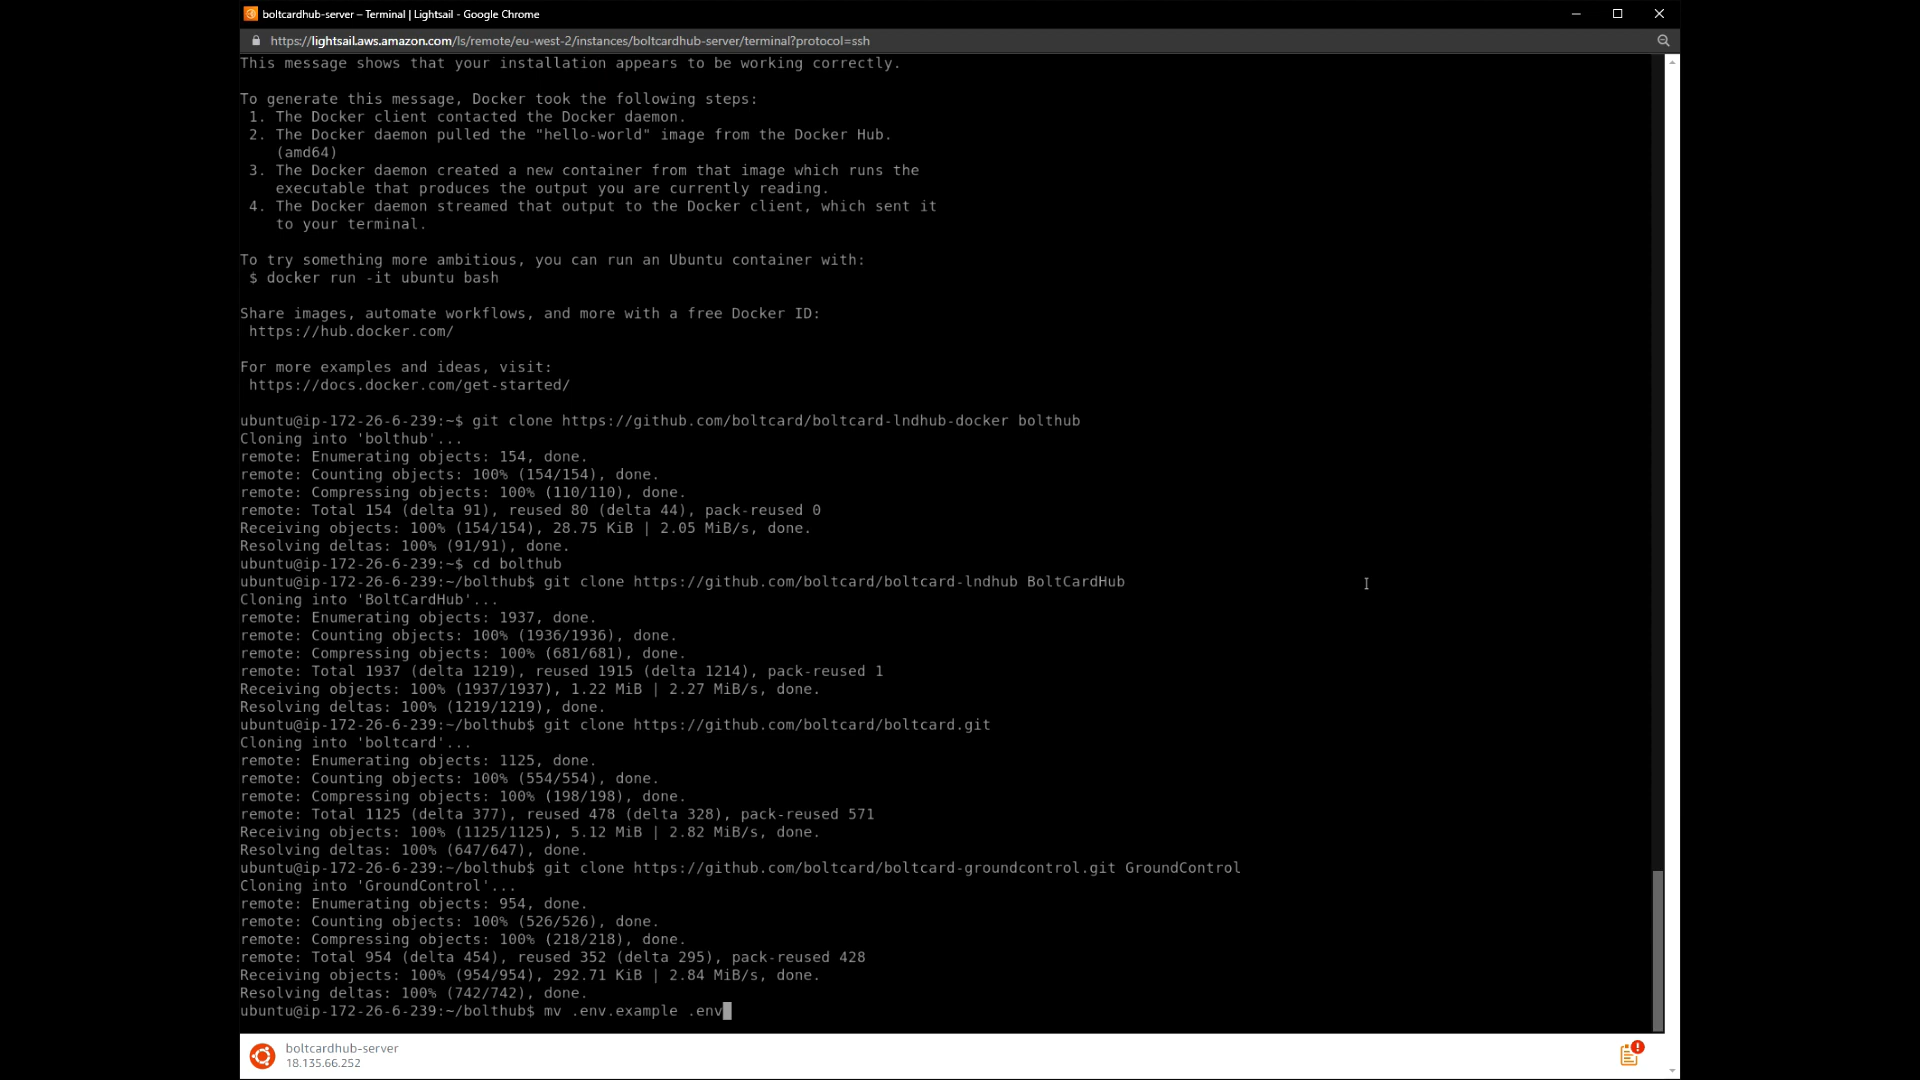 boltcardhub-server – Terminal | Lightsail - Google Chrome
https://lightsail.aws.amazon.com/ls/remote/eu-west-2/instances/boltcardhub-server/terminal?protocol=ssh
This message shows that your installation appears to be working correctly.
To generate this message, Docker took the following steps:
1. The Docker client contacted the Docker daemon.
2. The Docker daemon pulled the "hello-world" image from the Docker Hub.
(amd64)
3. The Docker daemon created a new container from that image which runs the
executable that produces the output you are currently reading.
4. The Docker daemon streamed that output to the Docker client, which sent it
to your terminal.
To try something more ambitious, you can run an Ubuntu container with:
$ docker run -it ubuntu bash
Share images, automate workflows, and more with a free Docker ID:
https://hub.docker.com/
For more examples and ideas, visit:
https://docs.docker.com/get-started/
ubuntu@ip-172-26-6-239:~$ git clone https://github.com/boltcard/boltcard-lndhub-docker bolthub
Cloning into 'bolthub'...
remote: Enumerating objects: 154, done.
remote: Counting objects: 100% (154/154), done.
remote: Compressing objects: 100% (110/110), done.
remote: Total 154 (delta 91), reused 80 (delta 44), pack-reused 0
Receiving objects: 100% (154/154), 28.75 KiB | 2.05 MiB/s, done.
Resolving deltas: 100% (91/91), done.
ubuntu@ip-172-26-6-239:~$ cd bolthub
ubuntu@ip-172-26-6-239:~/bolthub$ git clone https://github.com/boltcard/boltcard-lndhub BoltCardHub
Cloning into 'BoltCardHub'...
remote: Enumerating objects: 1937, done.
remote: Counting objects: 100% (1936/1936), done.
remote: Compressing objects: 100% (681/681), done.
remote: Total 1937 (delta 1219), reused 1915 (delta 1214), pack-reused 1
Receiving objects: 100% (1937/1937), 1.22 MiB | 2.27 MiB/s, done.
Resolving deltas: 100% (1219/1219), done.
ubuntu@ip-172-26-6-239:~/bolthub$ git clone https://github.com/boltcard/boltcard.git
Cloning into 'boltcard'...
remote: Enumerating objects: 1125, done.
remote: Counting objects: 100% (554/554), done.
remote: Compressing objects: 100% (198/198), done.
remote: Total 1125 (delta 377), reused 478 (delta 328), pack-reused 571
Receiving objects: 100% (1125/1125), 5.12 MiB | 2.82 MiB/s, done.
Resolving deltas: 100% (647/647), done.
ubuntu@ip-172-26-6-239:~/bolthub$ git clone https://github.com/boltcard/boltcard-groundcontrol.git GroundControl
Cloning into 'GroundControl'...
remote: Enumerating objects: 954, done.
remote: Counting objects: 100% (526/526), done.
remote: Compressing objects: 100% (218/218), done.
remote: Total 954 (delta 454), reused 352 (delta 295), pack-reused 428
Receiving objects: 100% (954/954), 292.71 KiB | 2.84 MiB/s, done.
Resolving deltas: 100% (742/742), done.
ubuntu@ip-172-26-6-239:~/bolthub$ mv .env.example .env
boltcardhub-server
18.135.66.252